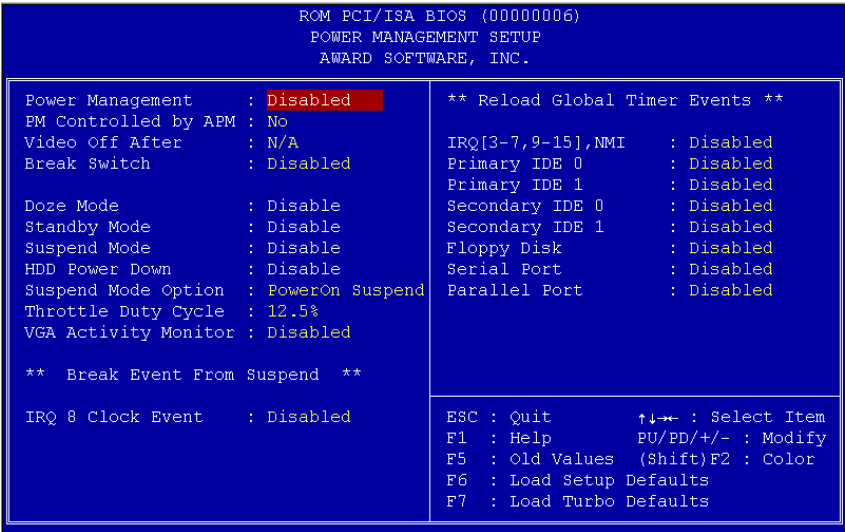 ROM PCI/ISA BIOS (00000006)
POWER MANAGEMENT SETUP
AWARD SOFTWARE, INC.
Power Management : Disabled
PM Controlled by APM : No
Video Off After : N/A
Break Switch : Disabled
Doze Mode : Disable
Standby Mode : Disable
Suspend Mode : Disable
HDD Power Down : Disable
Suspend Mode Option : PowerOn Suspend
Throttle Duty Cycle : 12.5%
VGA Activity Monitor : Disabled
** Break Event From Suspend **
IRQ 8 Clock Event : Disabled
** Reload Global Timer Events **
IRQ[3-7,9-15],NMI : Disabled
Primary IDE 0 : Disabled
Primary IDE 1 : Disabled
Secondary IDE 0 : Disabled
Secondary IDE 1 : Disabled
Floppy Disk : Disabled
Serial Port : Disabled
Parallel Port : Disabled
ESC : Quit ↑↓→← : Select Item
F1 : Help PU/PD/+/- : Modify
F5 : Old Values (Shift)F2 : Color
F6 : Load Setup Defaults
F7 : Load Turbo Defaults